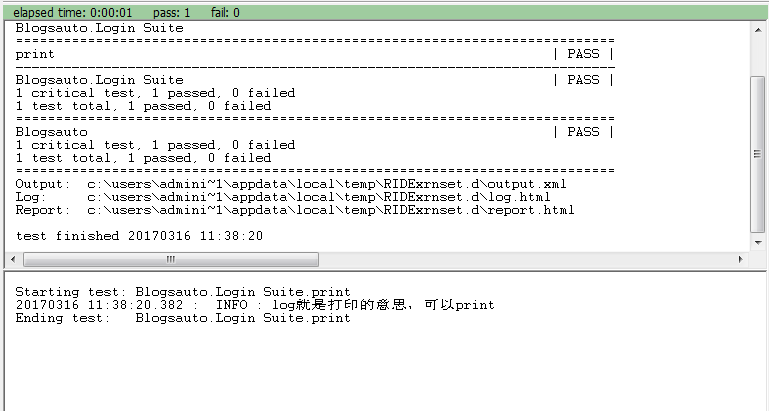 elapsed time: 0:00:01 pass: 1 fail: 0
Blogsauto.Login Suite
==============================================================================
print | PASS |
------------------------------------------------------------------------------
Blogsauto.Login Suite | PASS |
1 critical test, 1 passed, 0 failed
1 test total, 1 passed, 0 failed
==============================================================================
Blogsauto | PASS |
1 critical test, 1 passed, 0 failed
1 test total, 1 passed, 0 failed
==============================================================================
Output: c:\users\admini~1\appdata\local\temp\RIDExrnset.d\output.xml
Log: c:\users\admini~1\appdata\local\temp\RIDExrnset.d\log.html
Report: c:\users\admini~1\appdata\local\temp\RIDExrnset.d\report.html
test finished 20170316 11:38:20
Starting test: Blogsauto.Login Suite.print
20170316 11:38:20.382 : INFO : log就是打印的意思，可以print
Ending test: Blogsauto.Login Suite.print